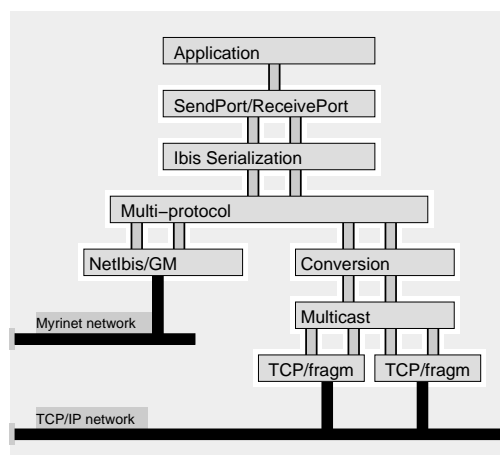 Application
SendPort/ReceivePort
Ibis Serialization
Multi−protocol
NetIbis/GM
Conversion
Myrinet network
Multicast
TCP/fragm
TCP/fragm
TCP/IP network